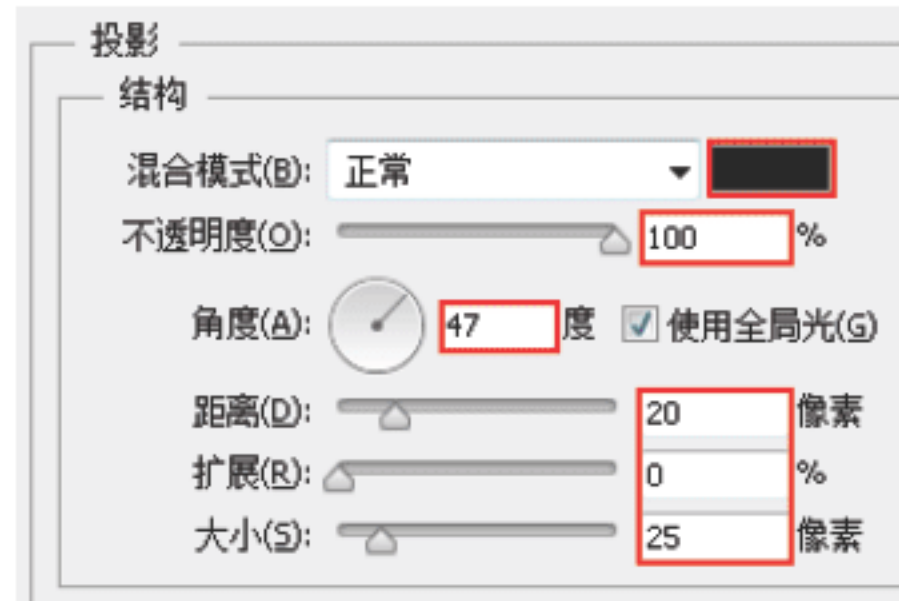 投影
结构
混合模式(B): 正常
不透明度(O): 100 %
角度(A): 47 度 使用全局光(G)
距离(D): 20 像素
扩展(R): 0 %
大小(S): 25 像素